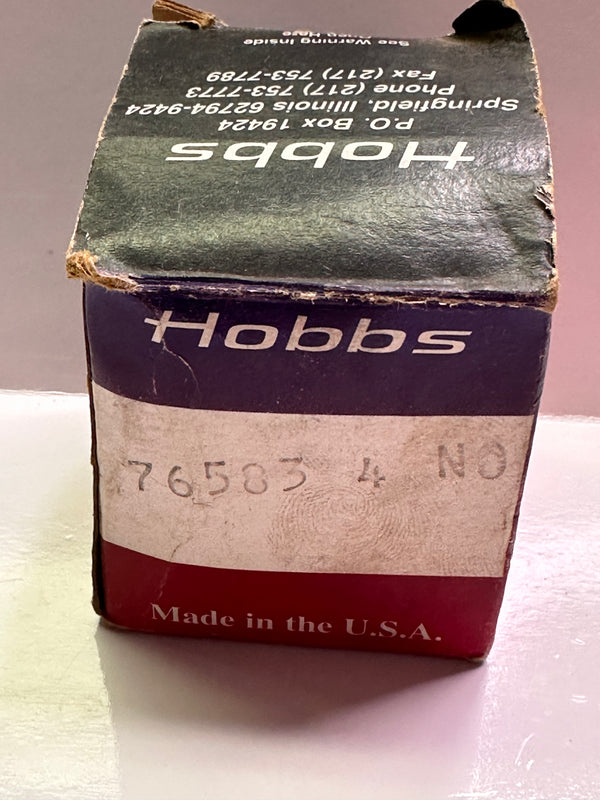 Hobbs
P.O. Box 19424
Springfield, Illinois 62794-9424
Phone (217) 753-7773
Fax (217) 753-7789
See Warning Inside
Hobbs
76583 4 NO
Made in the U.S.A.